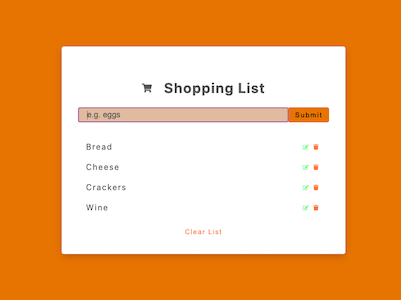 Shopping List
e.g. eggs
Submit
Bread
Cheese
Crackers
Wine
Clear List